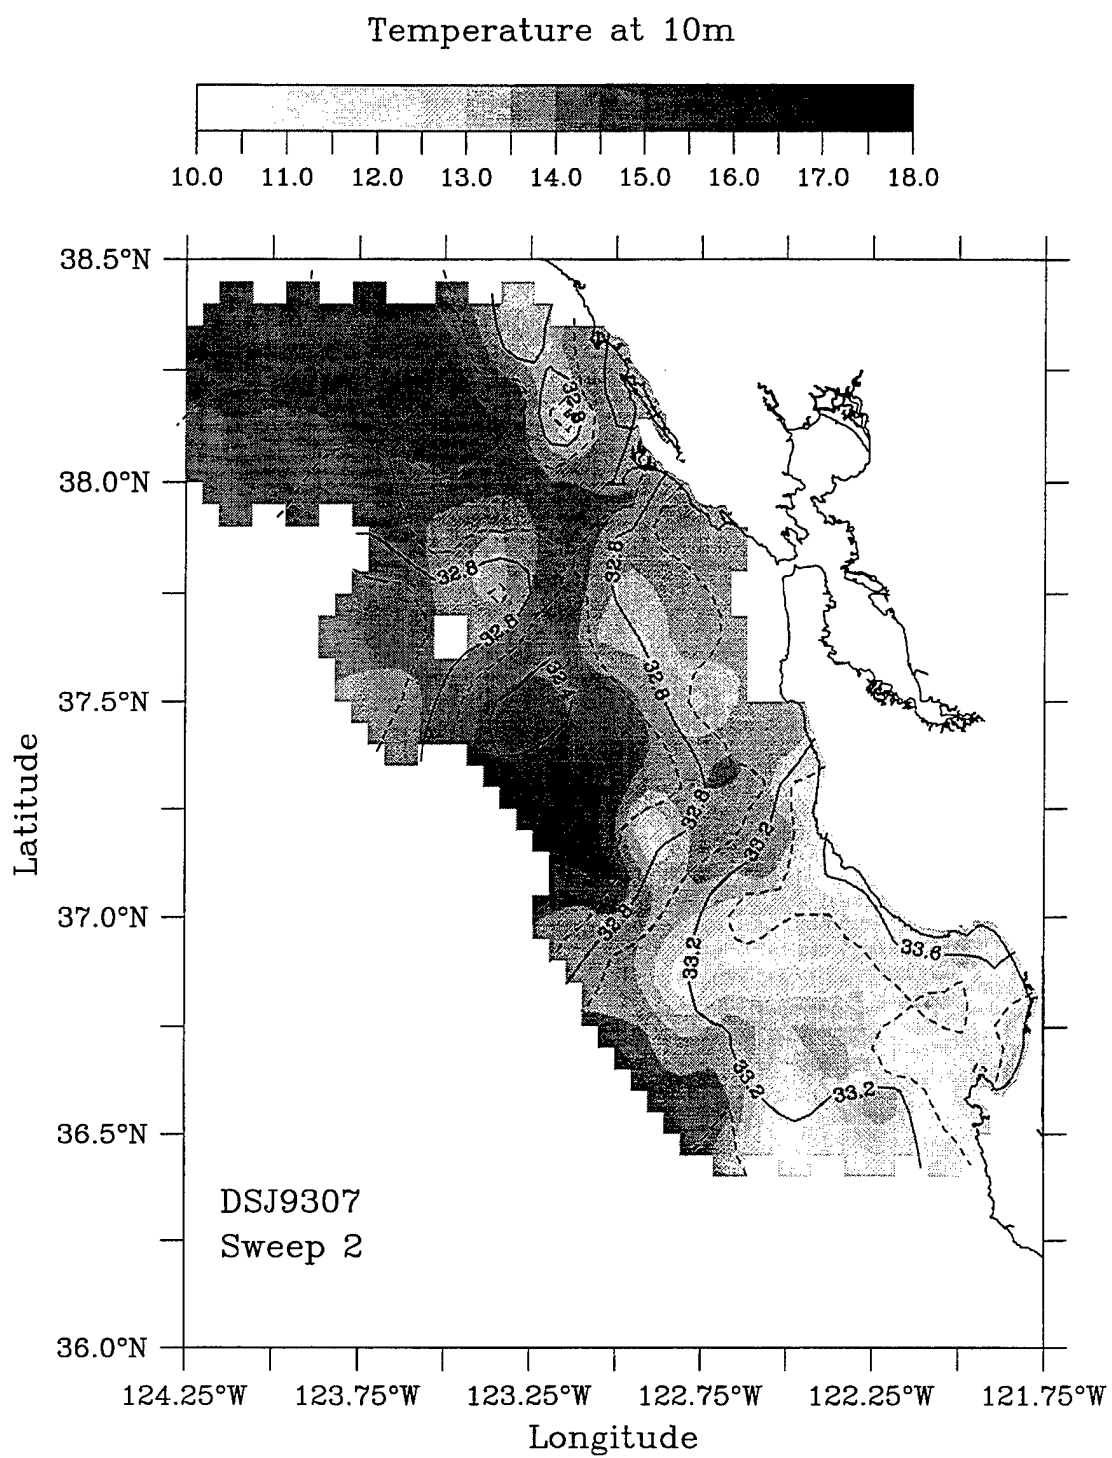 Temperature at 10m
10.0 11.0 12.0 13.0 14.0 15.0 16.0 17.0 18.0
38.5°N
32.8
38.0°N
32.8
32.8
32.8
32.4
32.8
37.5°N
32.8
33.2
37.0°N
32.8
33.2
33.6
33.2
33.2
36.5°N
DSJ9307
Sweep 2
36.0°N
Latitude
124.25°W 123.75°W 123.25°W 122.75°W 122.25°W 121.75°W
Longitude